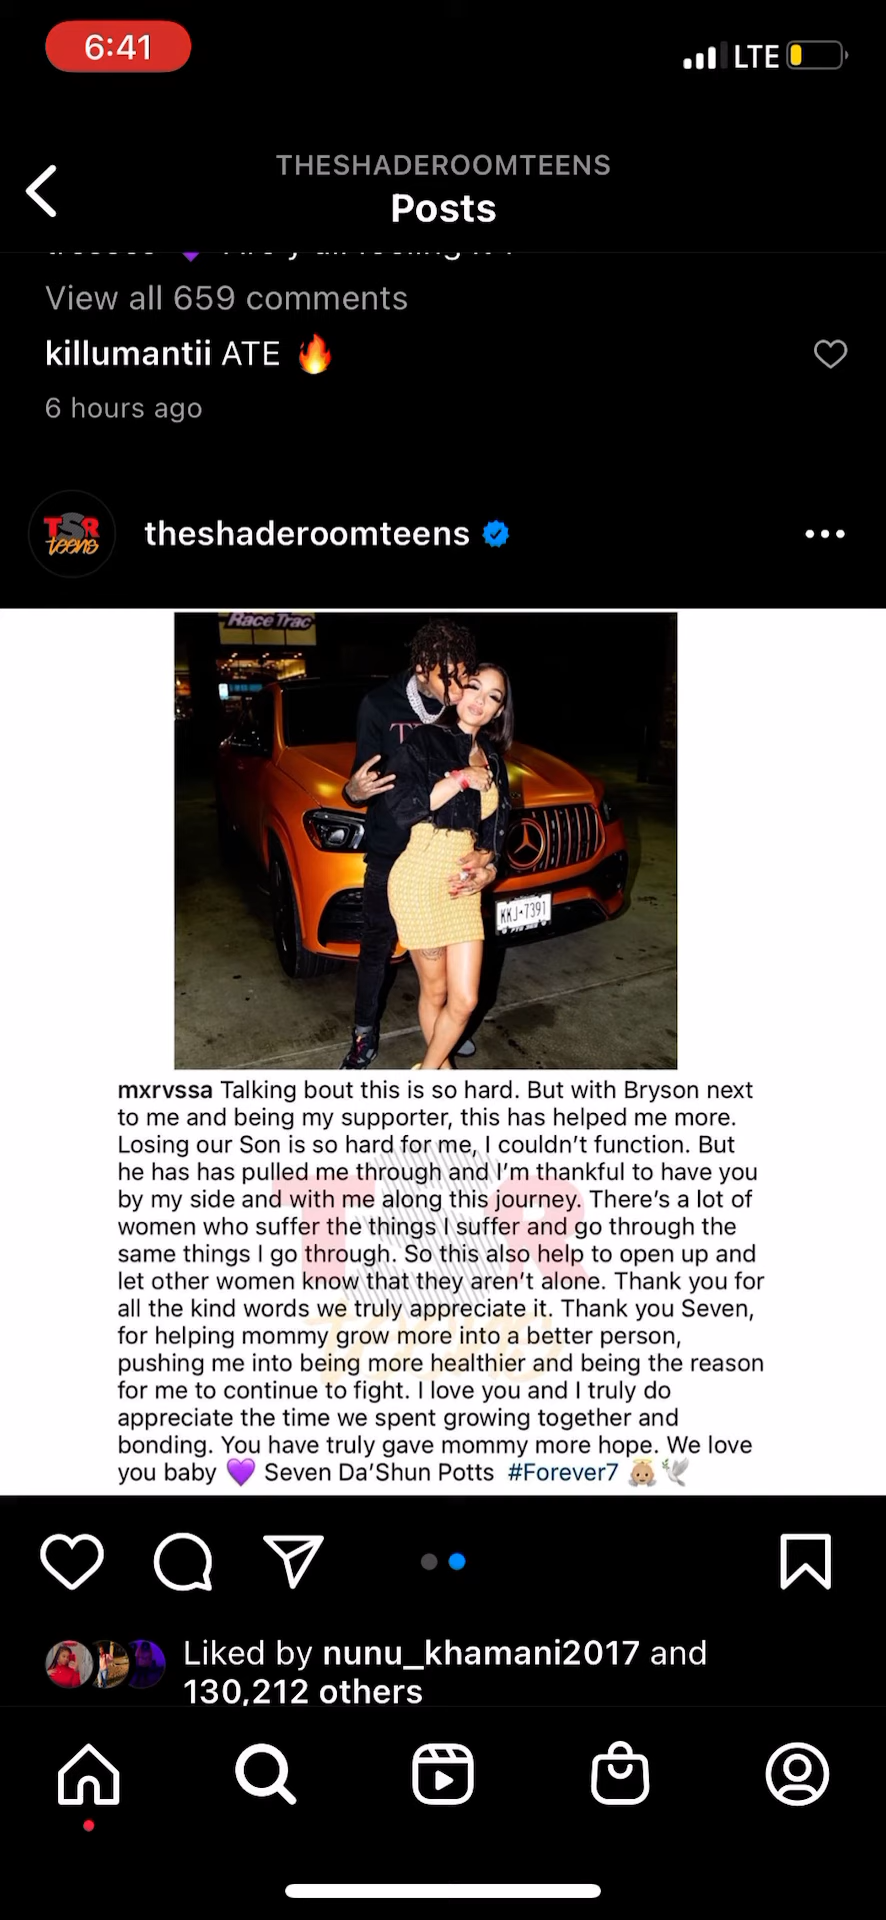 6:41
LTE
THESHADEROOMTEENS
Posts
View all 659 comments
killumantii ATE 🔥
6 hours ago
TSR
teens
theshaderoomteens
RaceTrac
KKJ•7391
mxrvssa Talking bout this is so hard. But with Bryson next
to me and being my supporter, this has helped me more.
Losing our Son is so hard for me, I couldn't function. But
he has has pulled me through and I'm thankful to have you
by my side and with me along this journey. There's a lot of
women who suffer the things I suffer and go through the
same things I go through. So this also help to open up and
let other women know that they aren't alone. Thank you for
all the kind words we truly appreciate it. Thank you Seven,
for helping mommy grow more into a better person,
pushing me into being more healthier and being the reason
for me to continue to fight. I love you and I truly do
appreciate the time we spent growing together and
bonding. You have truly gave mommy more hope. We love
you baby 💜 Seven Da'Shun Potts #Forever7 👼🏼🕊
TSR
teens
Liked by nunu_khamani2017 and
130,212 others